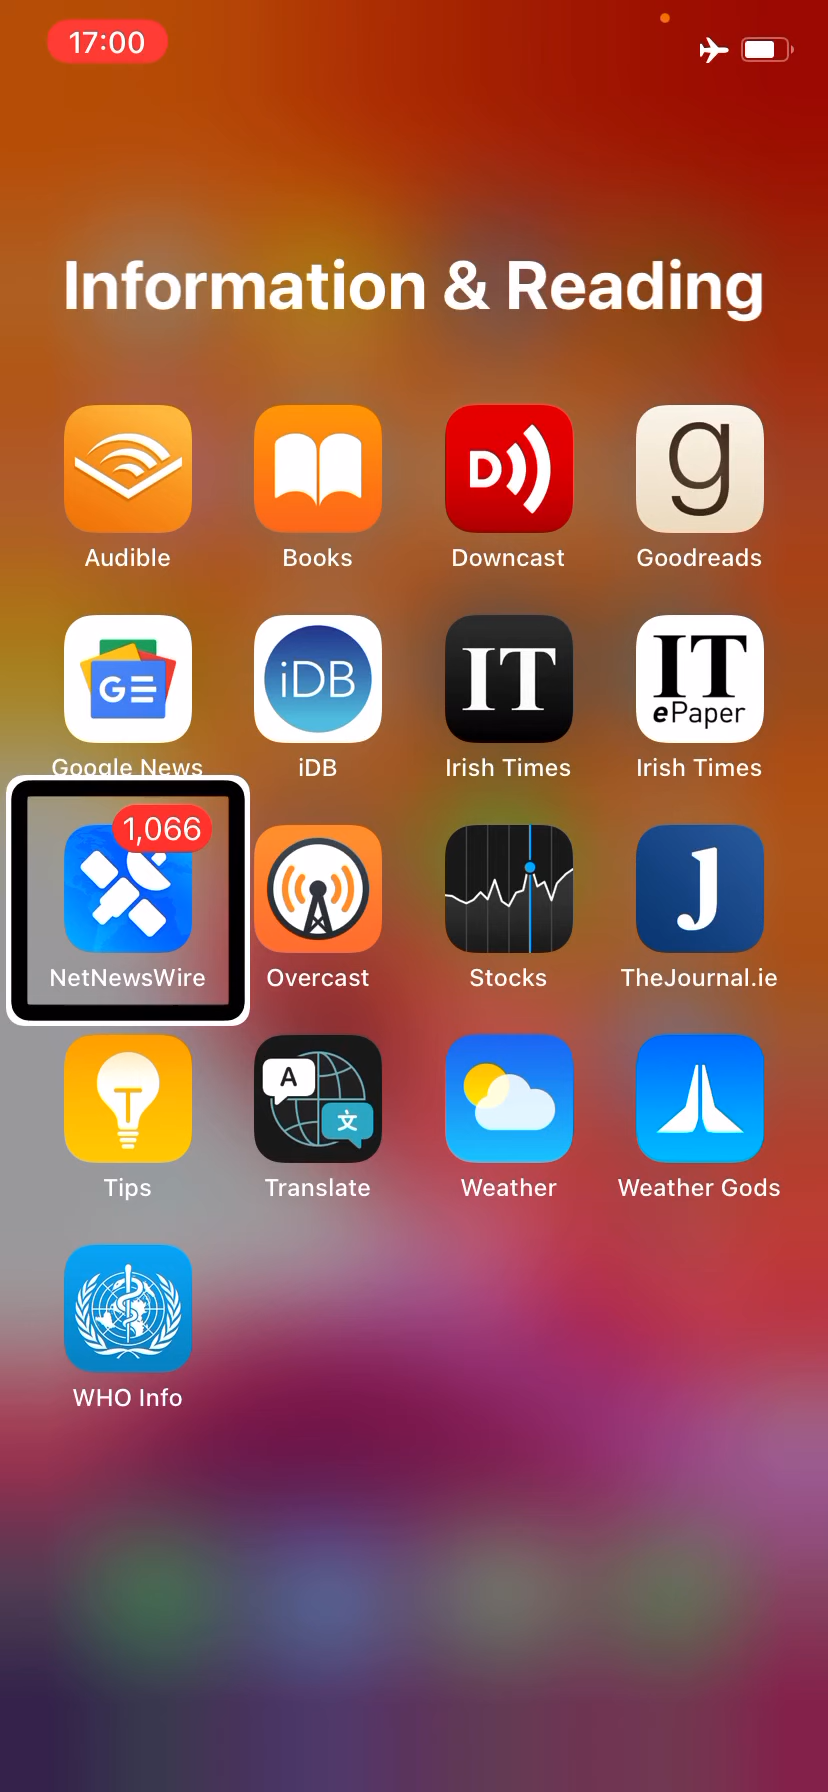 17:00
Information & Reading
Audible
Books
D
Downcast
g
Goodreads
G
Google News
iDB
iDB
IT
Irish Times
IT
ePaper
Irish Times
1,066
NetNewsWire
Overcast
Stocks
J
TheJournal.ie
T
Tips
A
文
Translate
Weather
Weather Gods
WHO Info